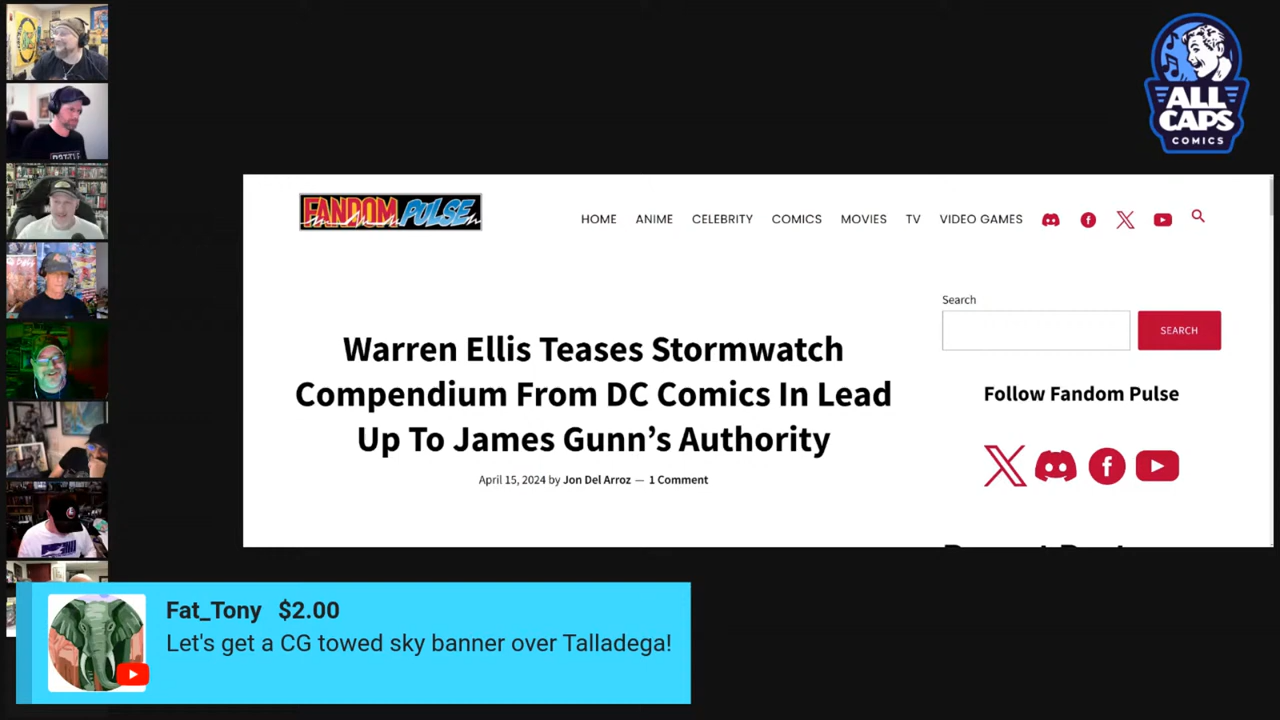 ALL
CAPS
COMICS
FANDOM PULSE
HOME ANIME CELEBRITY COMICS MOVIES TV VIDEO GAMES
Search
SEARCH
Warren Ellis Teases Stormwatch
Compendium From DC Comics In Lead
Up To James Gunn’s Authority
April 15, 2024 by Jon Del Arroz — 1 Comment
Follow Fandom Pulse
Fat_Tony $2.00
Let's get a CG towed sky banner over Talladega!